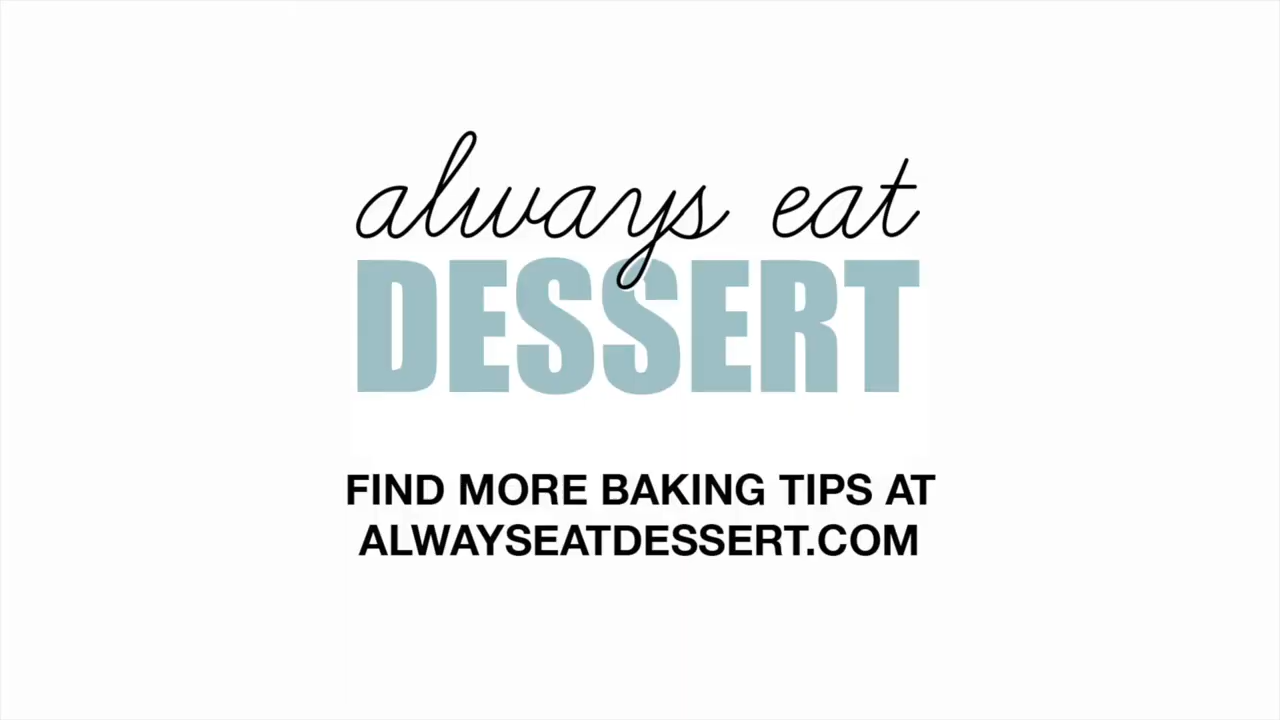 always eat
DESSERT
FIND MORE BAKING TIPS AT
ALWAYSEATDESSERT.COM